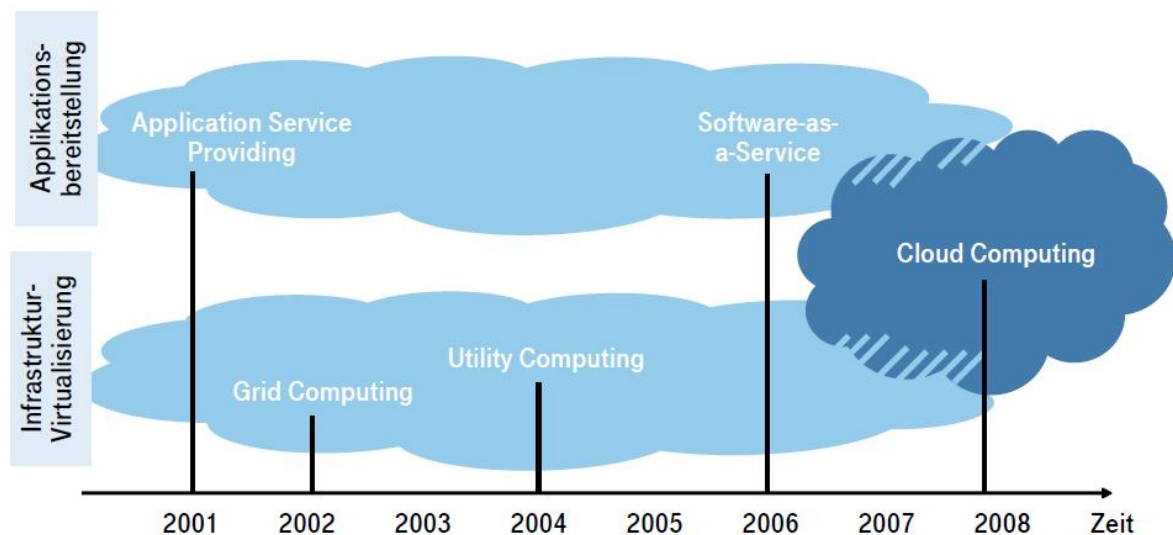 Applikations-
bereitstellung
Application Service
Providing
Software-as-
a-Service
Cloud Computing
Infrastruktur-
Virtualisierung
Utility Computing
Grid Computing
2001 2002 2003 2004 2005 2006 2007 2008 Zeit